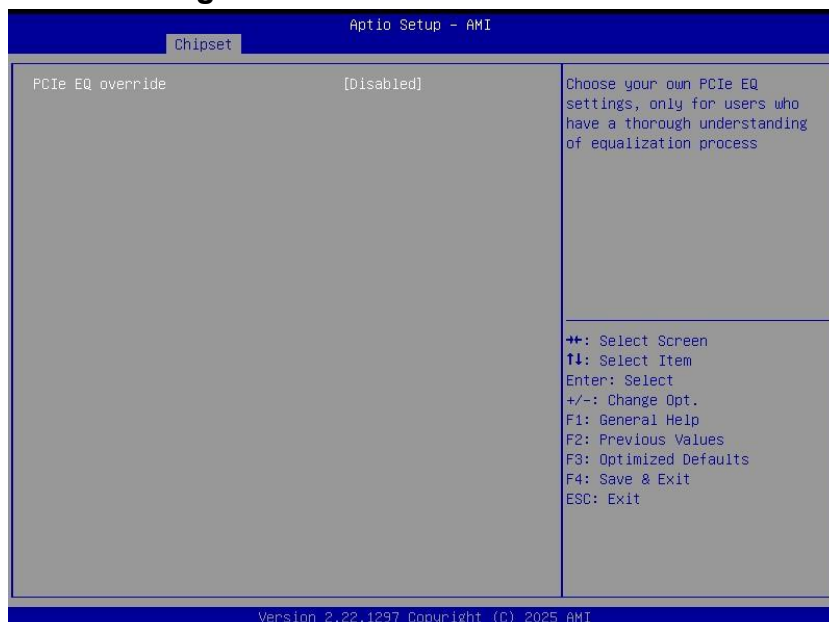 Aptio Setup - AMI
Chipset
PCIe EQ override [Disabled]
Choose your own PCIe EQ
settings, only for users who
have a thorough understanding
of equalization process
→←: Select Screen
↑↓: Select Item
Enter: Select
+/-: Change Opt.
F1: General Help
F2: Previous Values
F3: Optimized Defaults
F4: Save & Exit
ESC: Exit
Version 2.22.1297 Copyright (C) 2025 AMI